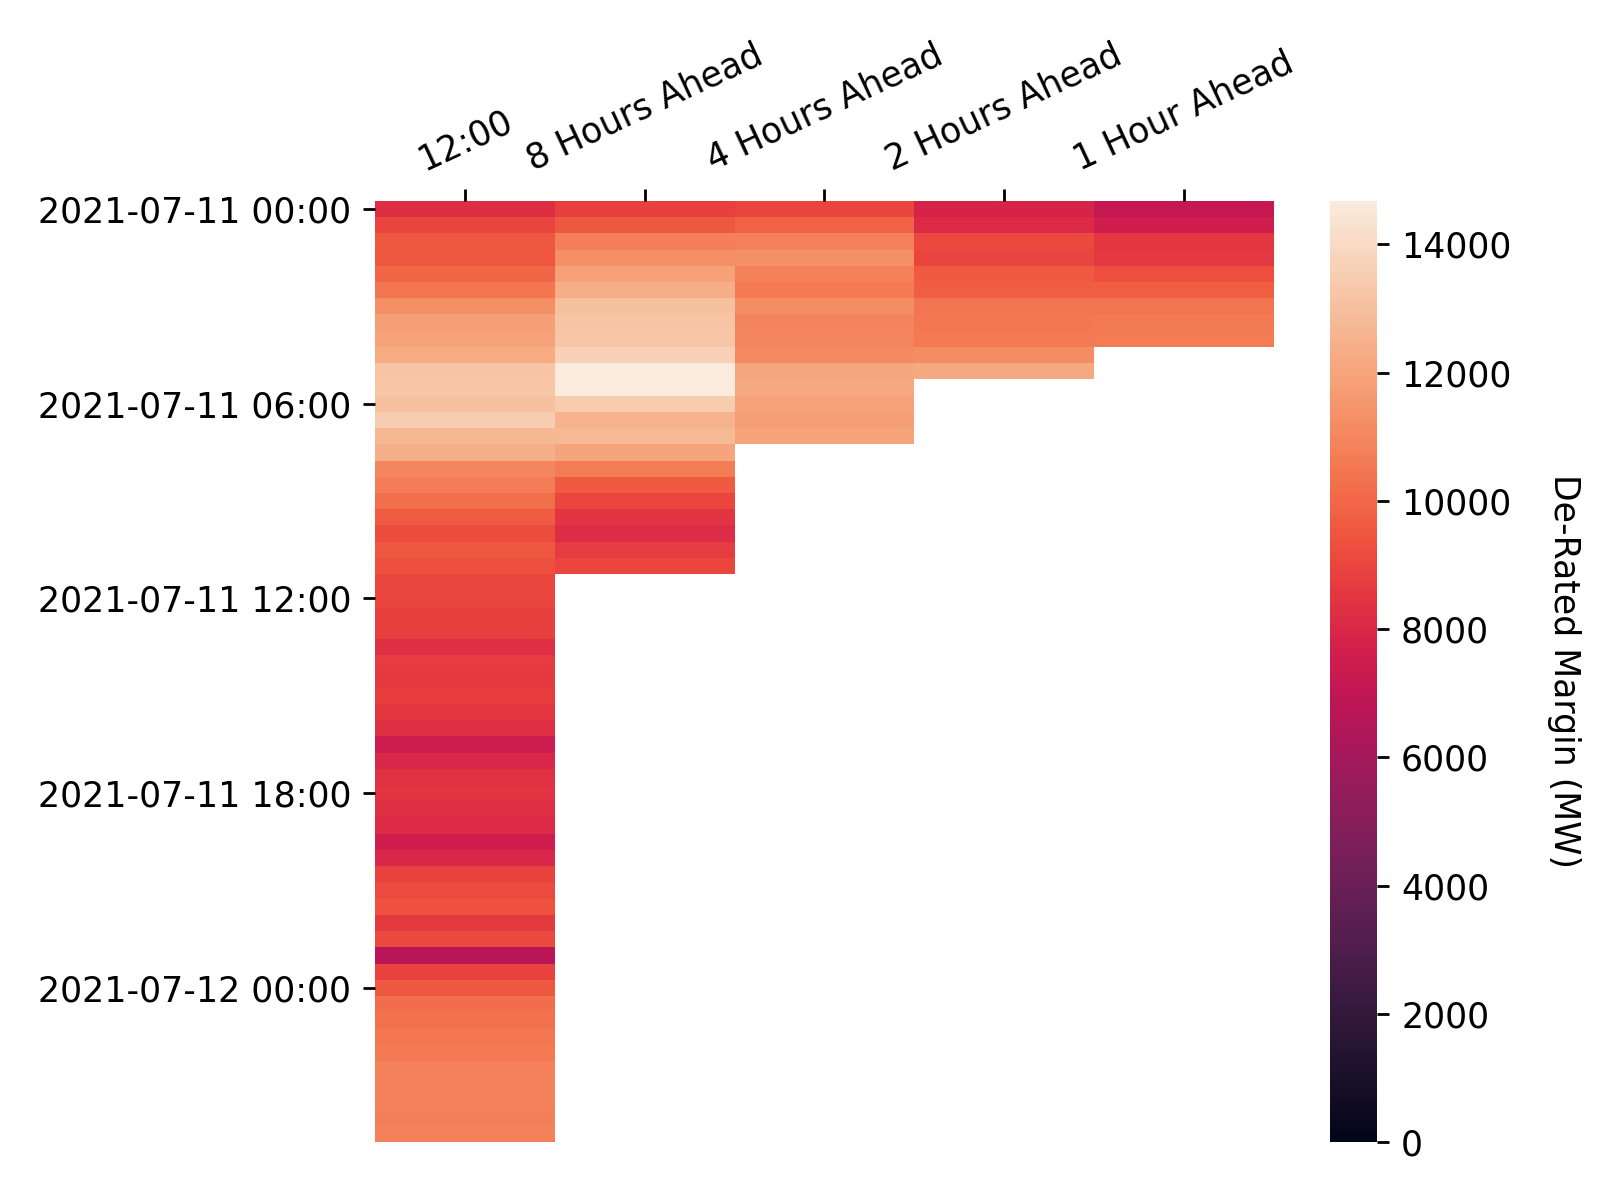 12:00
8 Hours Ahead
4 Hours Ahead
2 Hours Ahead
1 Hour Ahead
2021-07-11 00:00
2021-07-11 06:00
2021-07-11 12:00
2021-07-11 18:00
2021-07-12 00:00
14000
12000
10000
8000
6000
4000
2000
0
De-Rated Margin (MW)